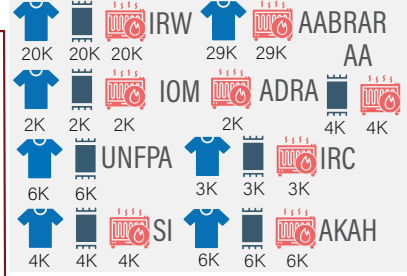 IRW AABRAR
20K 20K 20K 29K 29K
AA
IOM ADRA
2K 2K 2K 2K 4K 4K
UNFPA IRC
6K 6K 3K 3K 3K
SI AKAH
4K 4K 4K 6K 6K 6K